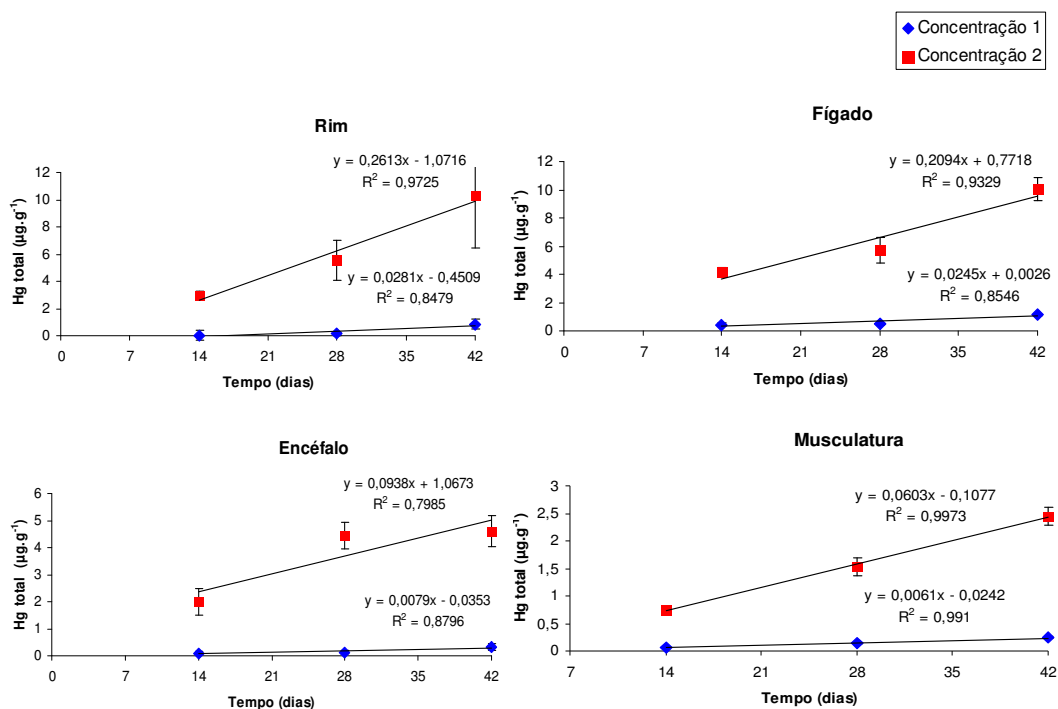 Concentração 1
Concentração 2
Rim
y = 0,2613x - 1,0716
R² = 0,9725
y = 0,0281x - 0,4509
R² = 0,8479
Hg total (µg.g⁻¹)
12
10
8
6
4
2
0
0 7 14 21 28 35 42
Tempo (dias)
Fígado
y = 0,2094x + 0,7718
R² = 0,9329
y = 0,0245x + 0,0026
R² = 0,8546
Hg total (µg.g⁻¹)
12
10
8
6
4
2
0
0 7 14 21 28 35 42
Tempo (dias)
Encéfalo
y = 0,0938x + 1,0673
R² = 0,7985
y = 0,0079x - 0,0353
R² = 0,8796
Hg total (µg.g⁻¹)
6
5
4
3
2
1
0
0 7 14 21 28 35 42
Tempo (dias)
Musculatura
y = 0,0603x - 0,1077
R² = 0,9973
y = 0,0061x - 0,0242
R² = 0,991
Hg total (µg.g⁻¹)
3
2,5
2
1,5
1
0,5
0
7 14 21 28 35 42
Tempo (dias)